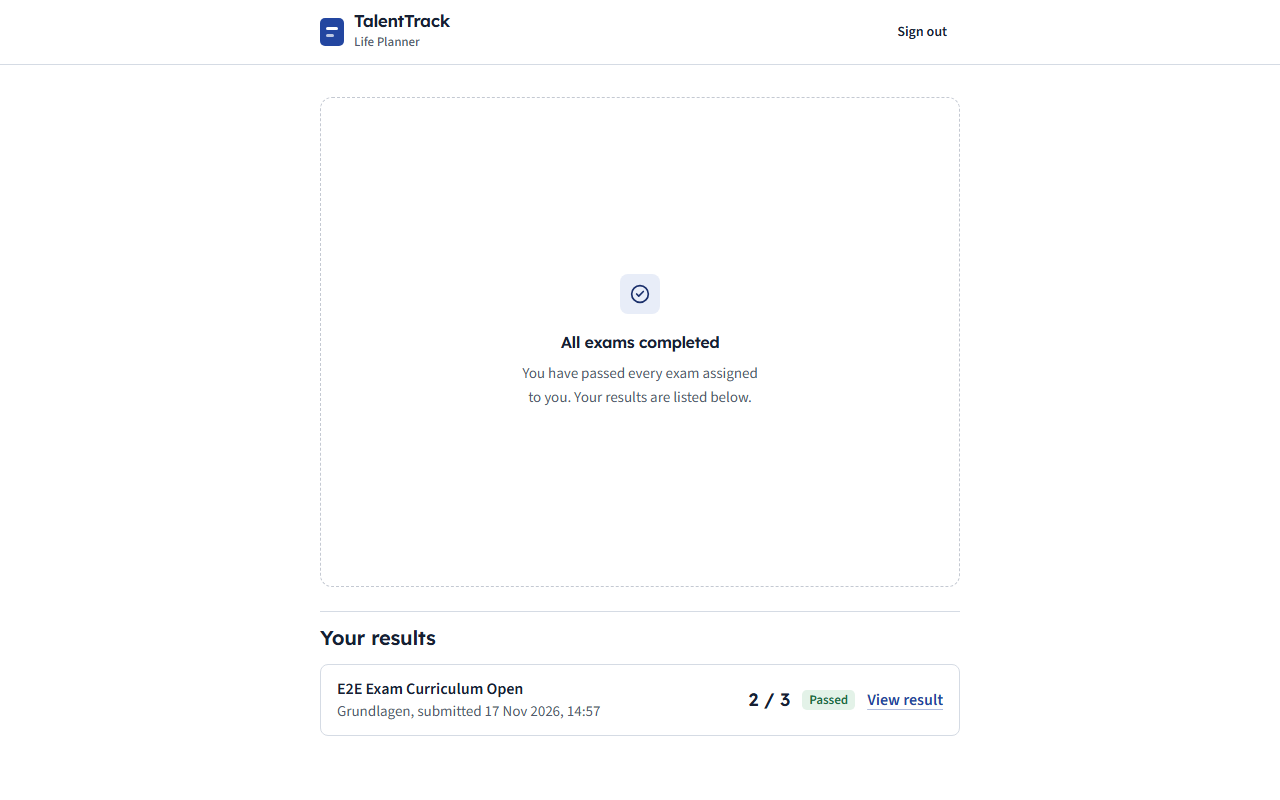 TalentTrack
Life Planner
Sign out
All exams completed
You have passed every exam assigned
to you. Your results are listed below.
Your results
E2E Exam Curriculum Open
Grundlagen, submitted 17 Nov 2026, 14:57
2 / 3
Passed
View result